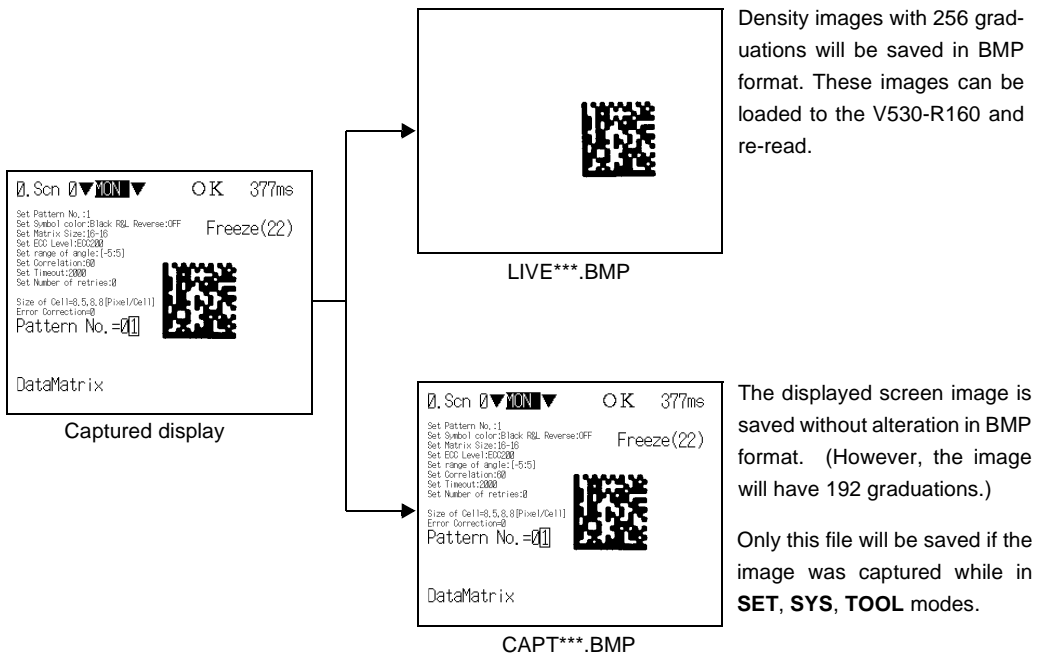 Density images with 256 grad-
uations will be saved in BMP
format. These images can be
loaded to the V530-R160 and
re-read.
LIVE***.BMP
0.Scn 0▼MON▼ OK 377ms
Set Pattern No.:1
Set Symbol color:Black R&L Reverse:OFF
Freeze(22)
Set Matrix Size:16-16
Set ECC Level:ECC200
Set range of angle:[-5:5]
Set Correlation:60
Set Timeout:2000
Set Number of retries:0
Size of Cell=8.5,8.8[Pixel/Cell]
Error Correction=0
Pattern No.=01
DataMatrix
Captured display
0.Scn 0▼MON▼ OK 377ms
Set Pattern No.:1
Set Symbol color:Black R&L Reverse:OFF
Freeze(22)
Set Matrix Size:16-16
Set ECC Level:ECC200
Set range of angle:[-5:5]
Set Correlation:60
Set Timeout:2000
Set Number of retries:0
Size of Cell=8.5,8.8[Pixel/Cell]
Error Correction=0
Pattern No.=01
DataMatrix
CAPT***.BMP
The displayed screen image is
saved without alteration in BMP
format. (However, the image
will have 192 graduations.)
Only this file will be saved if the
image was captured while in
SET, SYS, TOOL modes.